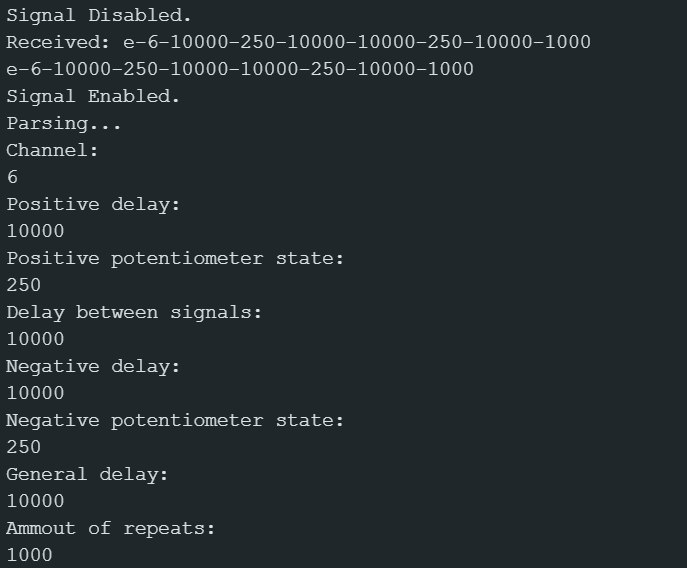 Signal Disabled.
Received: e-6-10000-250-10000-10000-250-10000-1000
e-6-10000-250-10000-10000-250-10000-1000
Signal Enabled.
Parsing...
Channel:
6
Positive delay:
10000
Positive potentiometer state:
250
Delay between signals:
10000
Negative delay:
10000
Negative potentiometer state:
250
General delay:
10000
Ammout of repeats:
1000